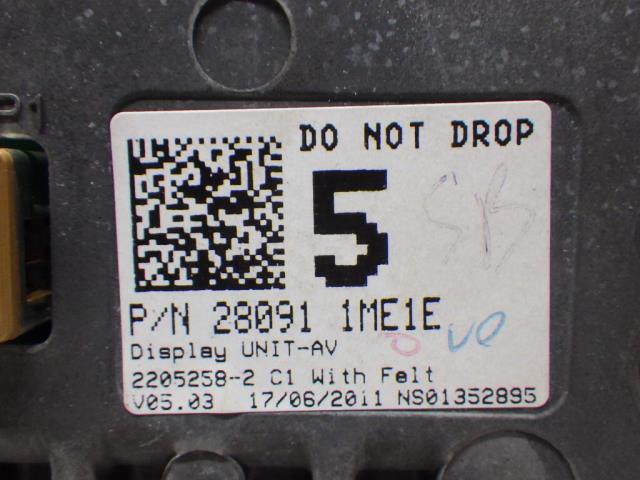 DO NOT DROP
5
P/N 28091 1ME1E
Display UNIT-AV
2205258-2 C1 With Felt
V05.03 17/06/2011 NS01352895